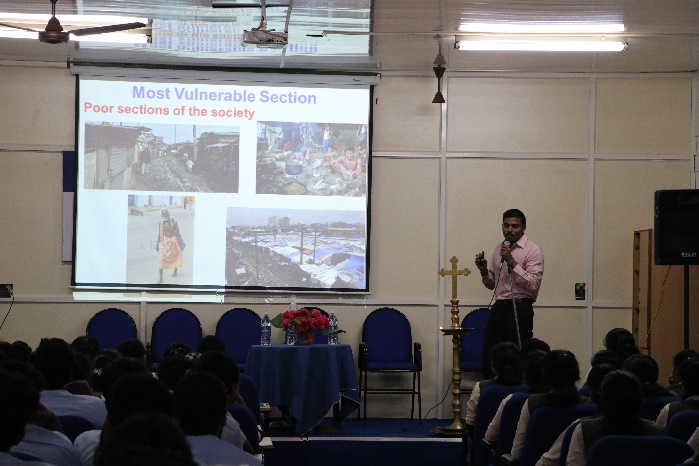 Most Vulnerable Section
Poor sections of the society